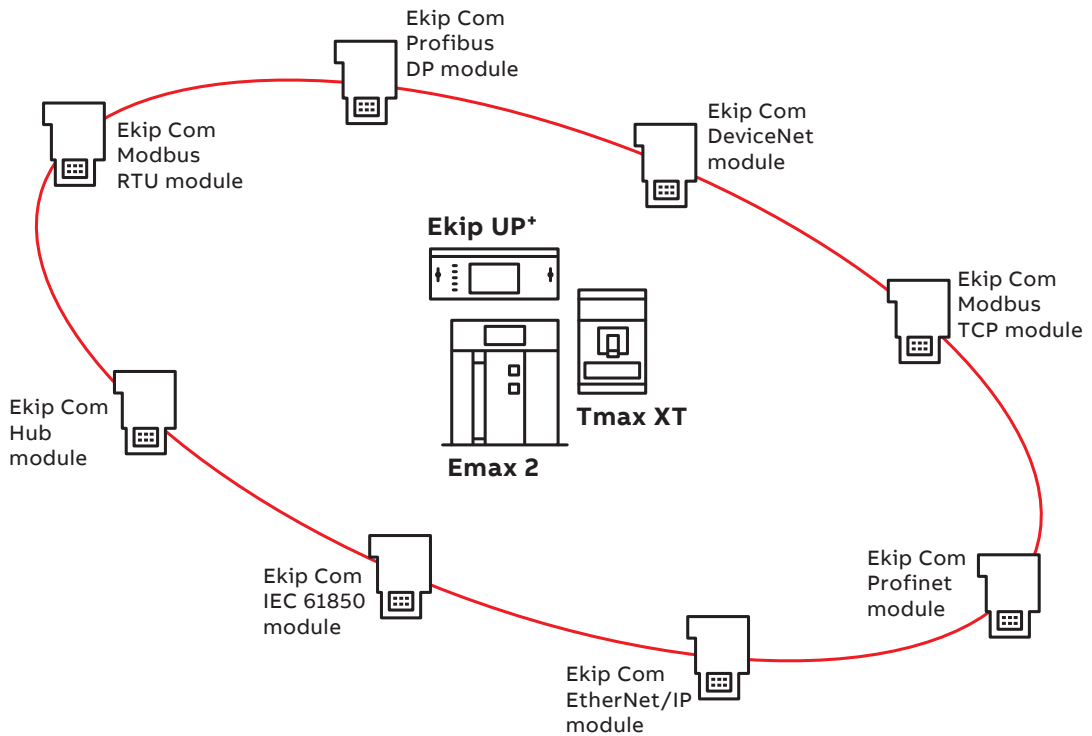 Ekip Com
Profibus
DP module
Ekip Com
DeviceNet
module
Ekip Com
Modbus
RTU module
Ekip UP+
Ekip Com
Modbus
TCP module
Tmax XT
Emax 2
Ekip Com
Hub
module
Ekip Com
IEC 61850
module
Ekip Com
Profinet
module
Ekip Com
EtherNet/IP
module